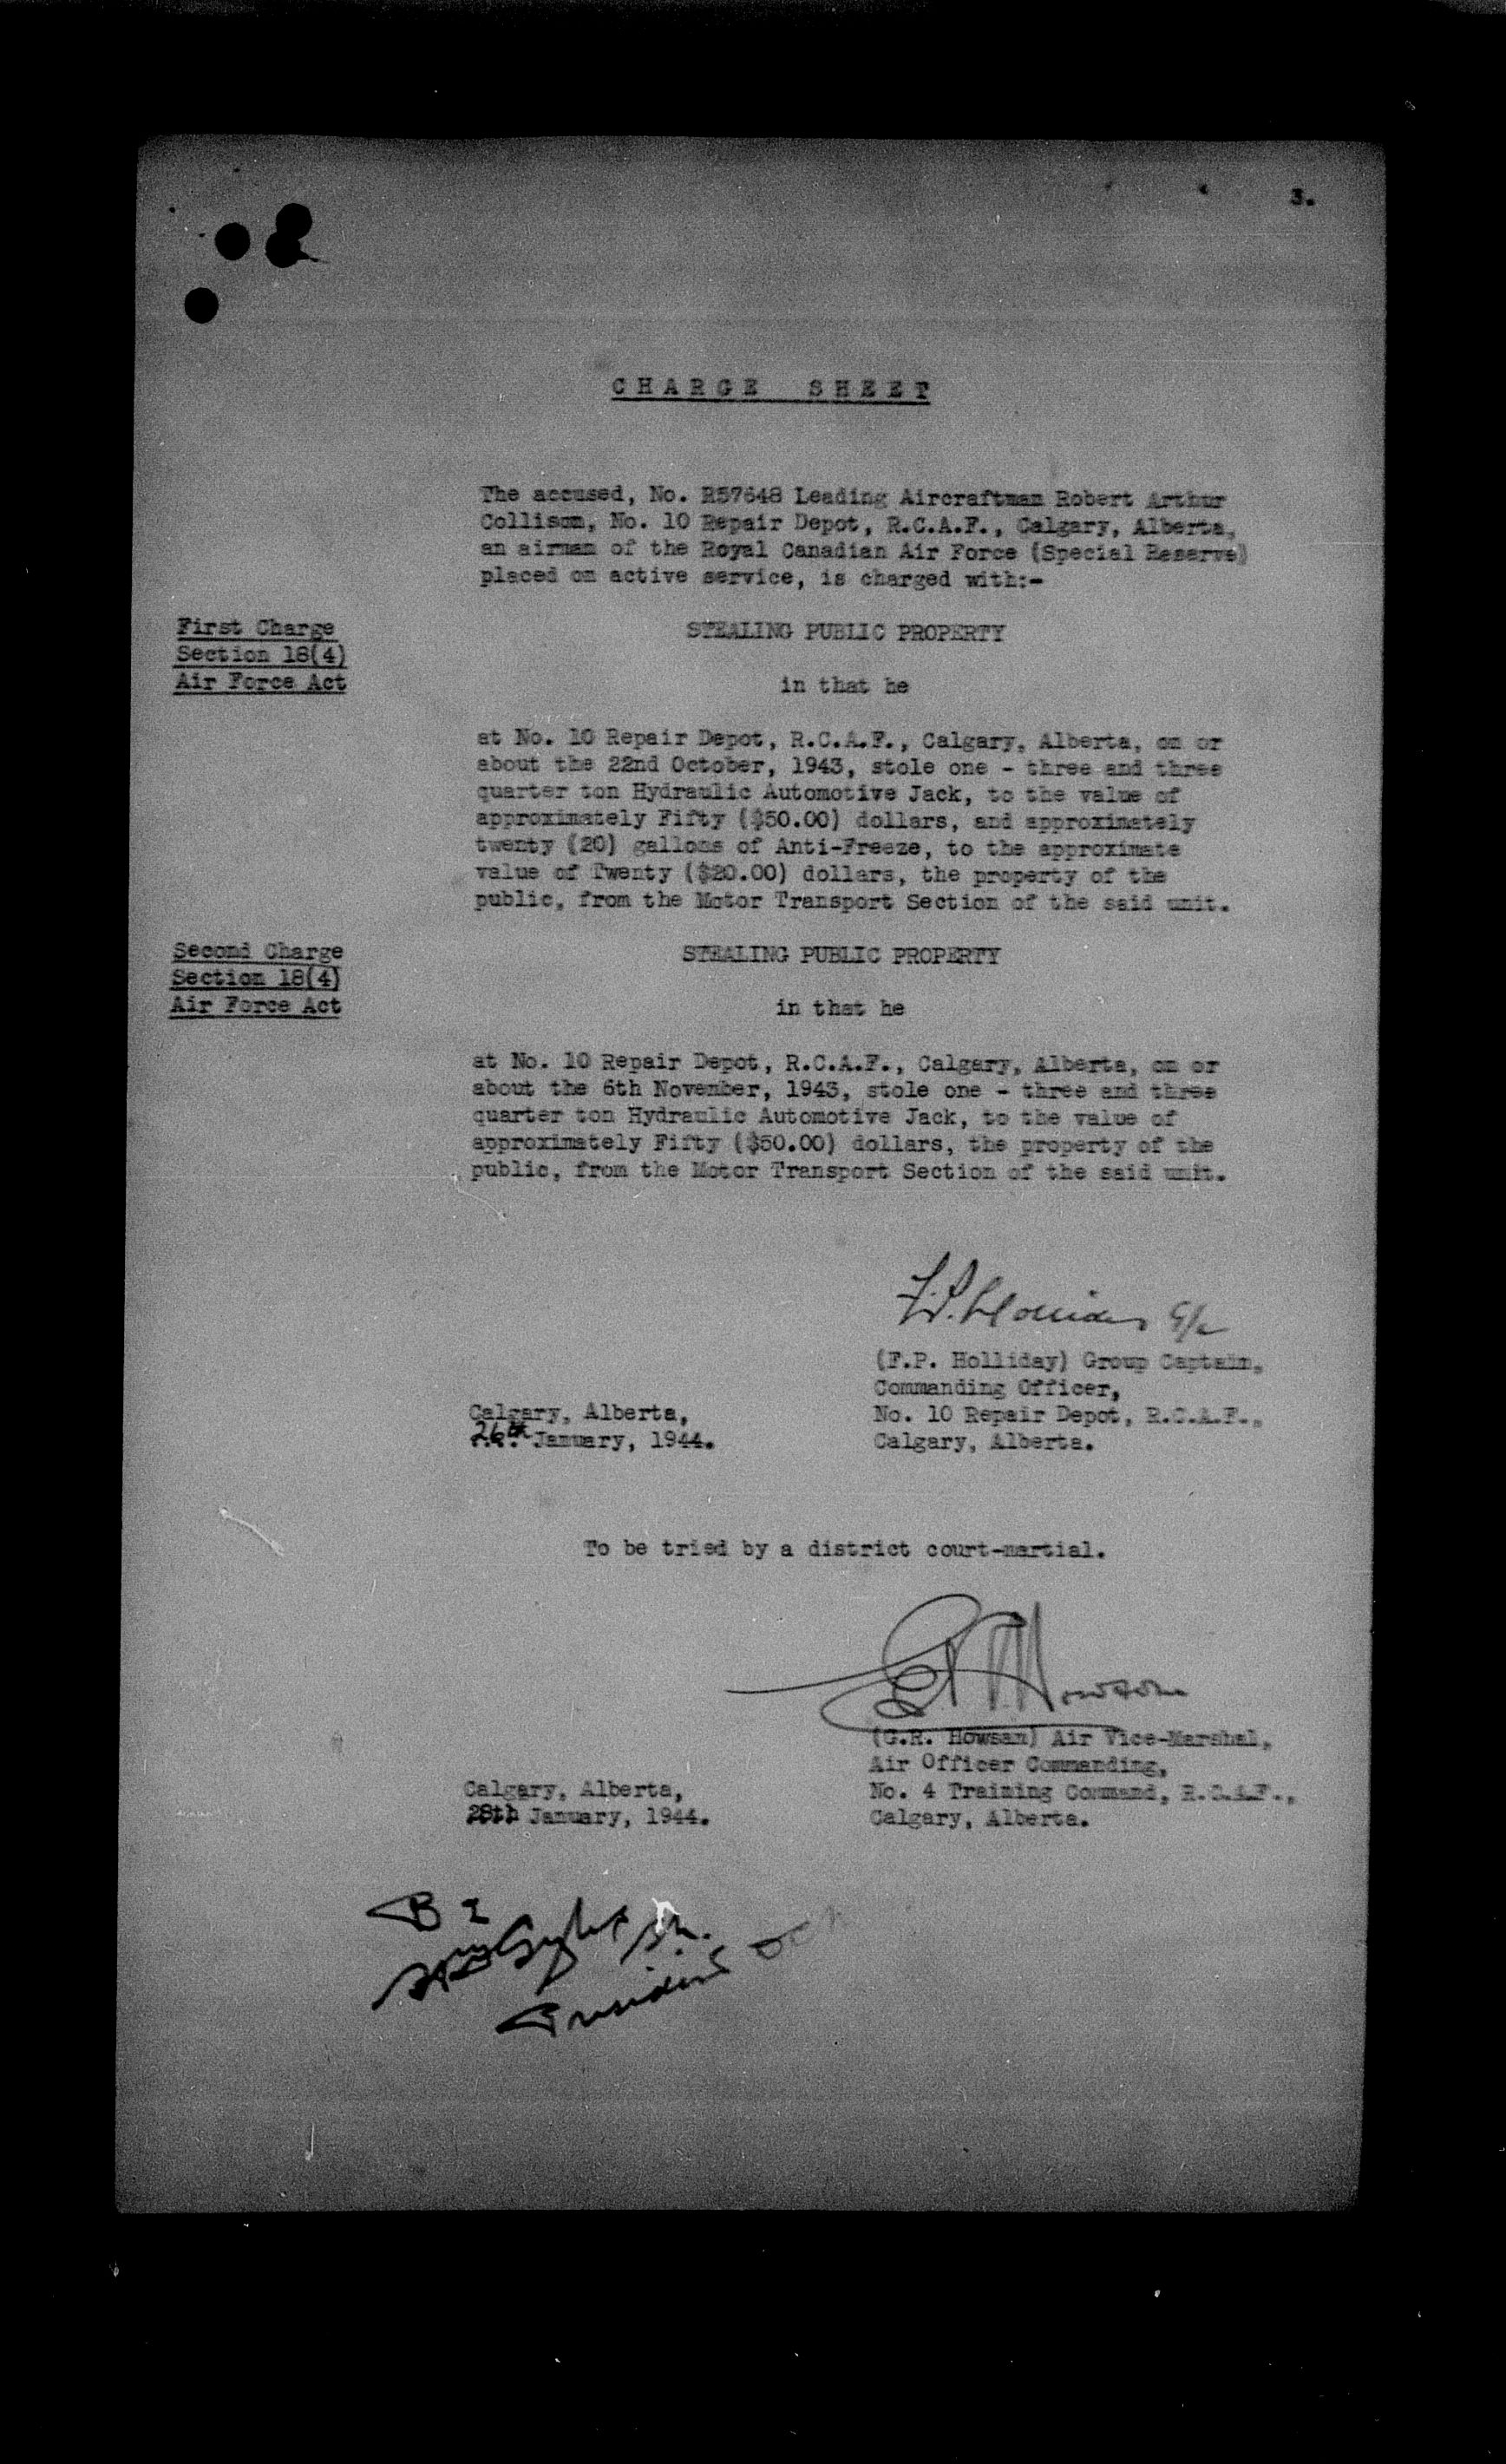 3.
CHARGE SHEET
The accused, No. R57648 Leading Aircraftman Robert Arthur
Collison, No. 10 Repair Depot, R.C.A.F., Calgary, Alberta,
an airman of the Royal Canadian Air Force (Special Reserve)
placed on active service, is charged with:-
First Charge
Section 18(4)
Air Force Act
STEALING PUBLIC PROPERTY
in that he
at No. 10 Repair Depot, R.C.A.F., Calgary, Alberta, on or
about the 22nd October, 1943, stole one - three and three
quarter ton Hydraulic Automotive Jack, to the value of
approximately Fifty ($50.00) dollars, and approximately
twenty (20) gallons of Anti-Freeze, to the approximate
value of Twenty ($20.00) dollars, the property of the
public, from the Motor Transport Section of the said unit.
Second Charge
Section 18(4)
Air Force Act
STEALING PUBLIC PROPERTY
in that he
at No. 10 Repair Depot, R.C.A.F., Calgary, Alberta, on or
about the 6th November, 1943, stole one - three and three
quarter ton Hydraulic Automotive Jack, to the value of
approximately Fifty ($50.00) dollars, the property of the
public, from the Motor Transport Section of the said unit.
(F.P. Holliday) Group Captain,
Commanding Officer,
No. 10 Repair Depot, R.C.A.F.,
Calgary, Alberta.
Calgary, Alberta,
26th January, 1944.
To be tried by a district court-martial.
(G.R. Howsam) Air Vice-Marshal,
Air Officer Commanding,
No. 4 Training Command, R.C.A.F.,
Calgary, Alberta.
Calgary, Alberta,
28th January, 1944.
B 2
President